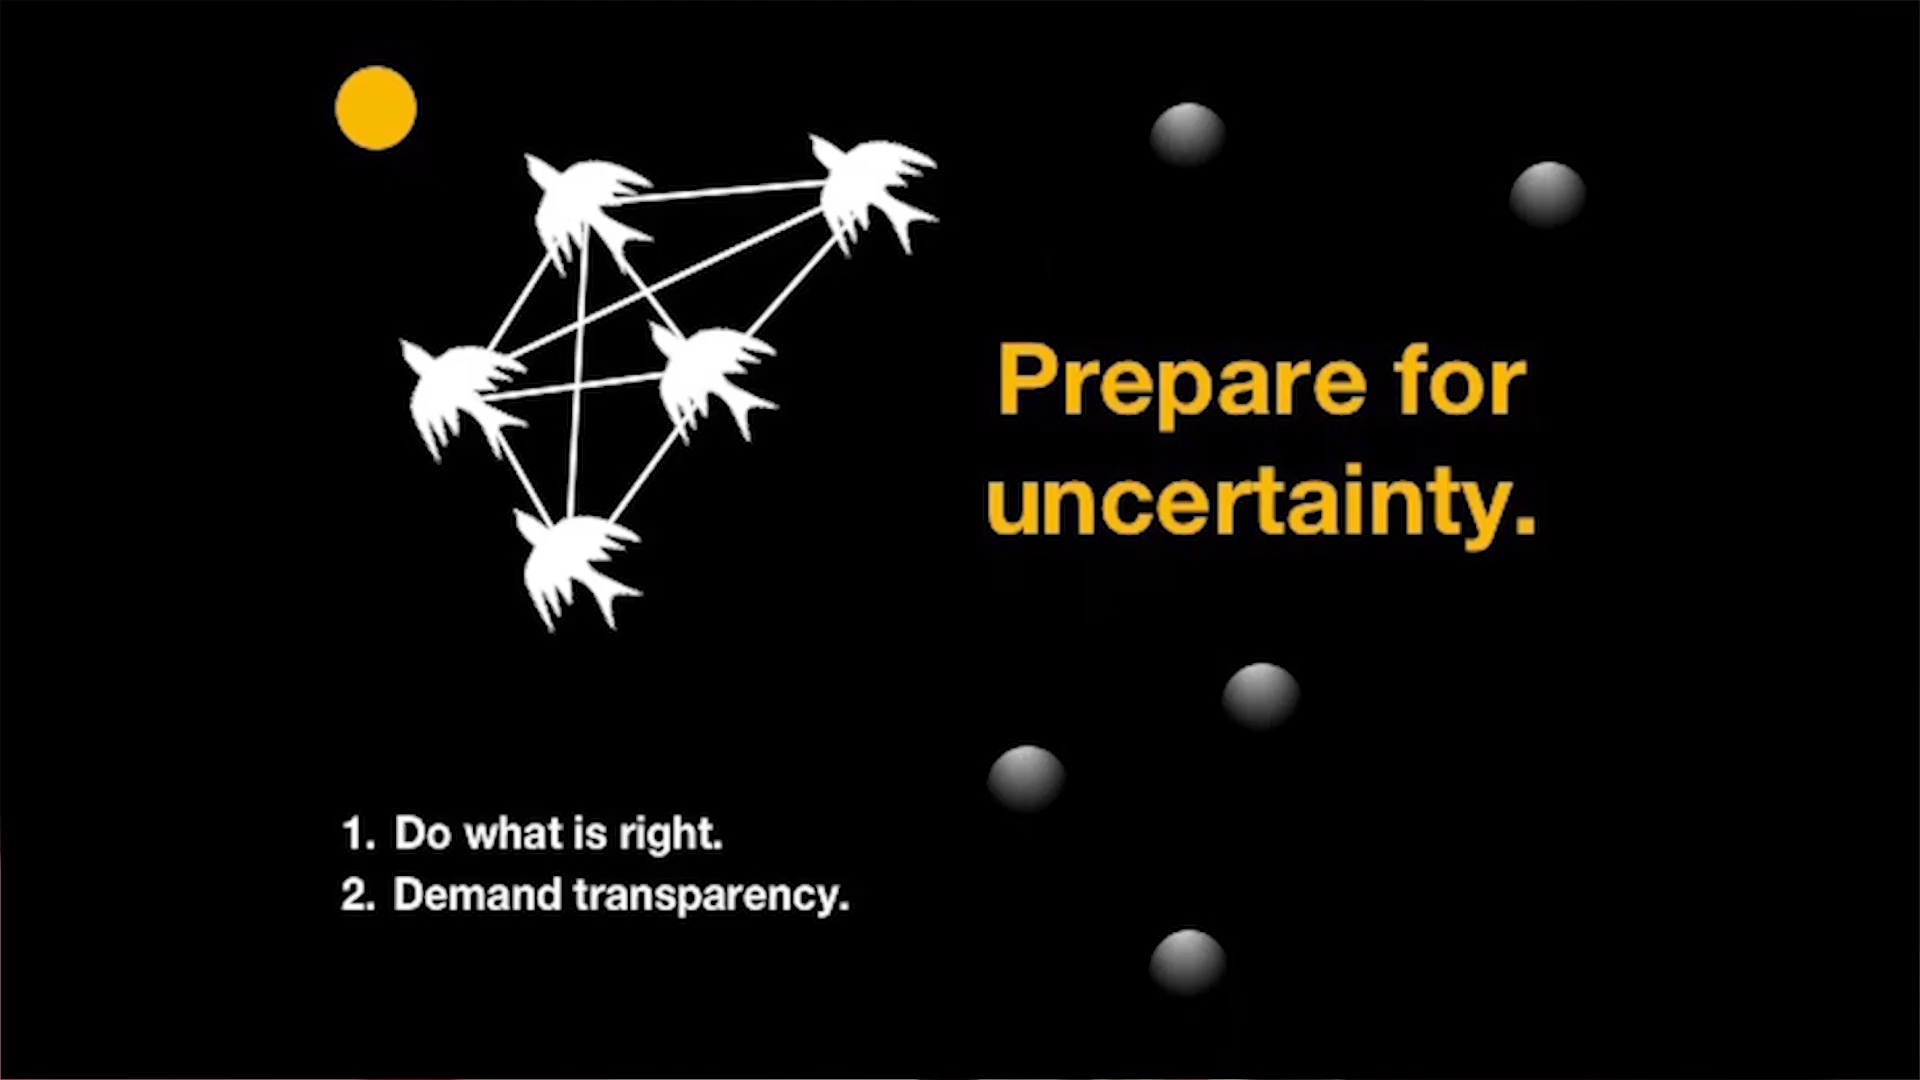 Prepare for
uncertainty.
1. Do what is right.
2. Demand transparency.